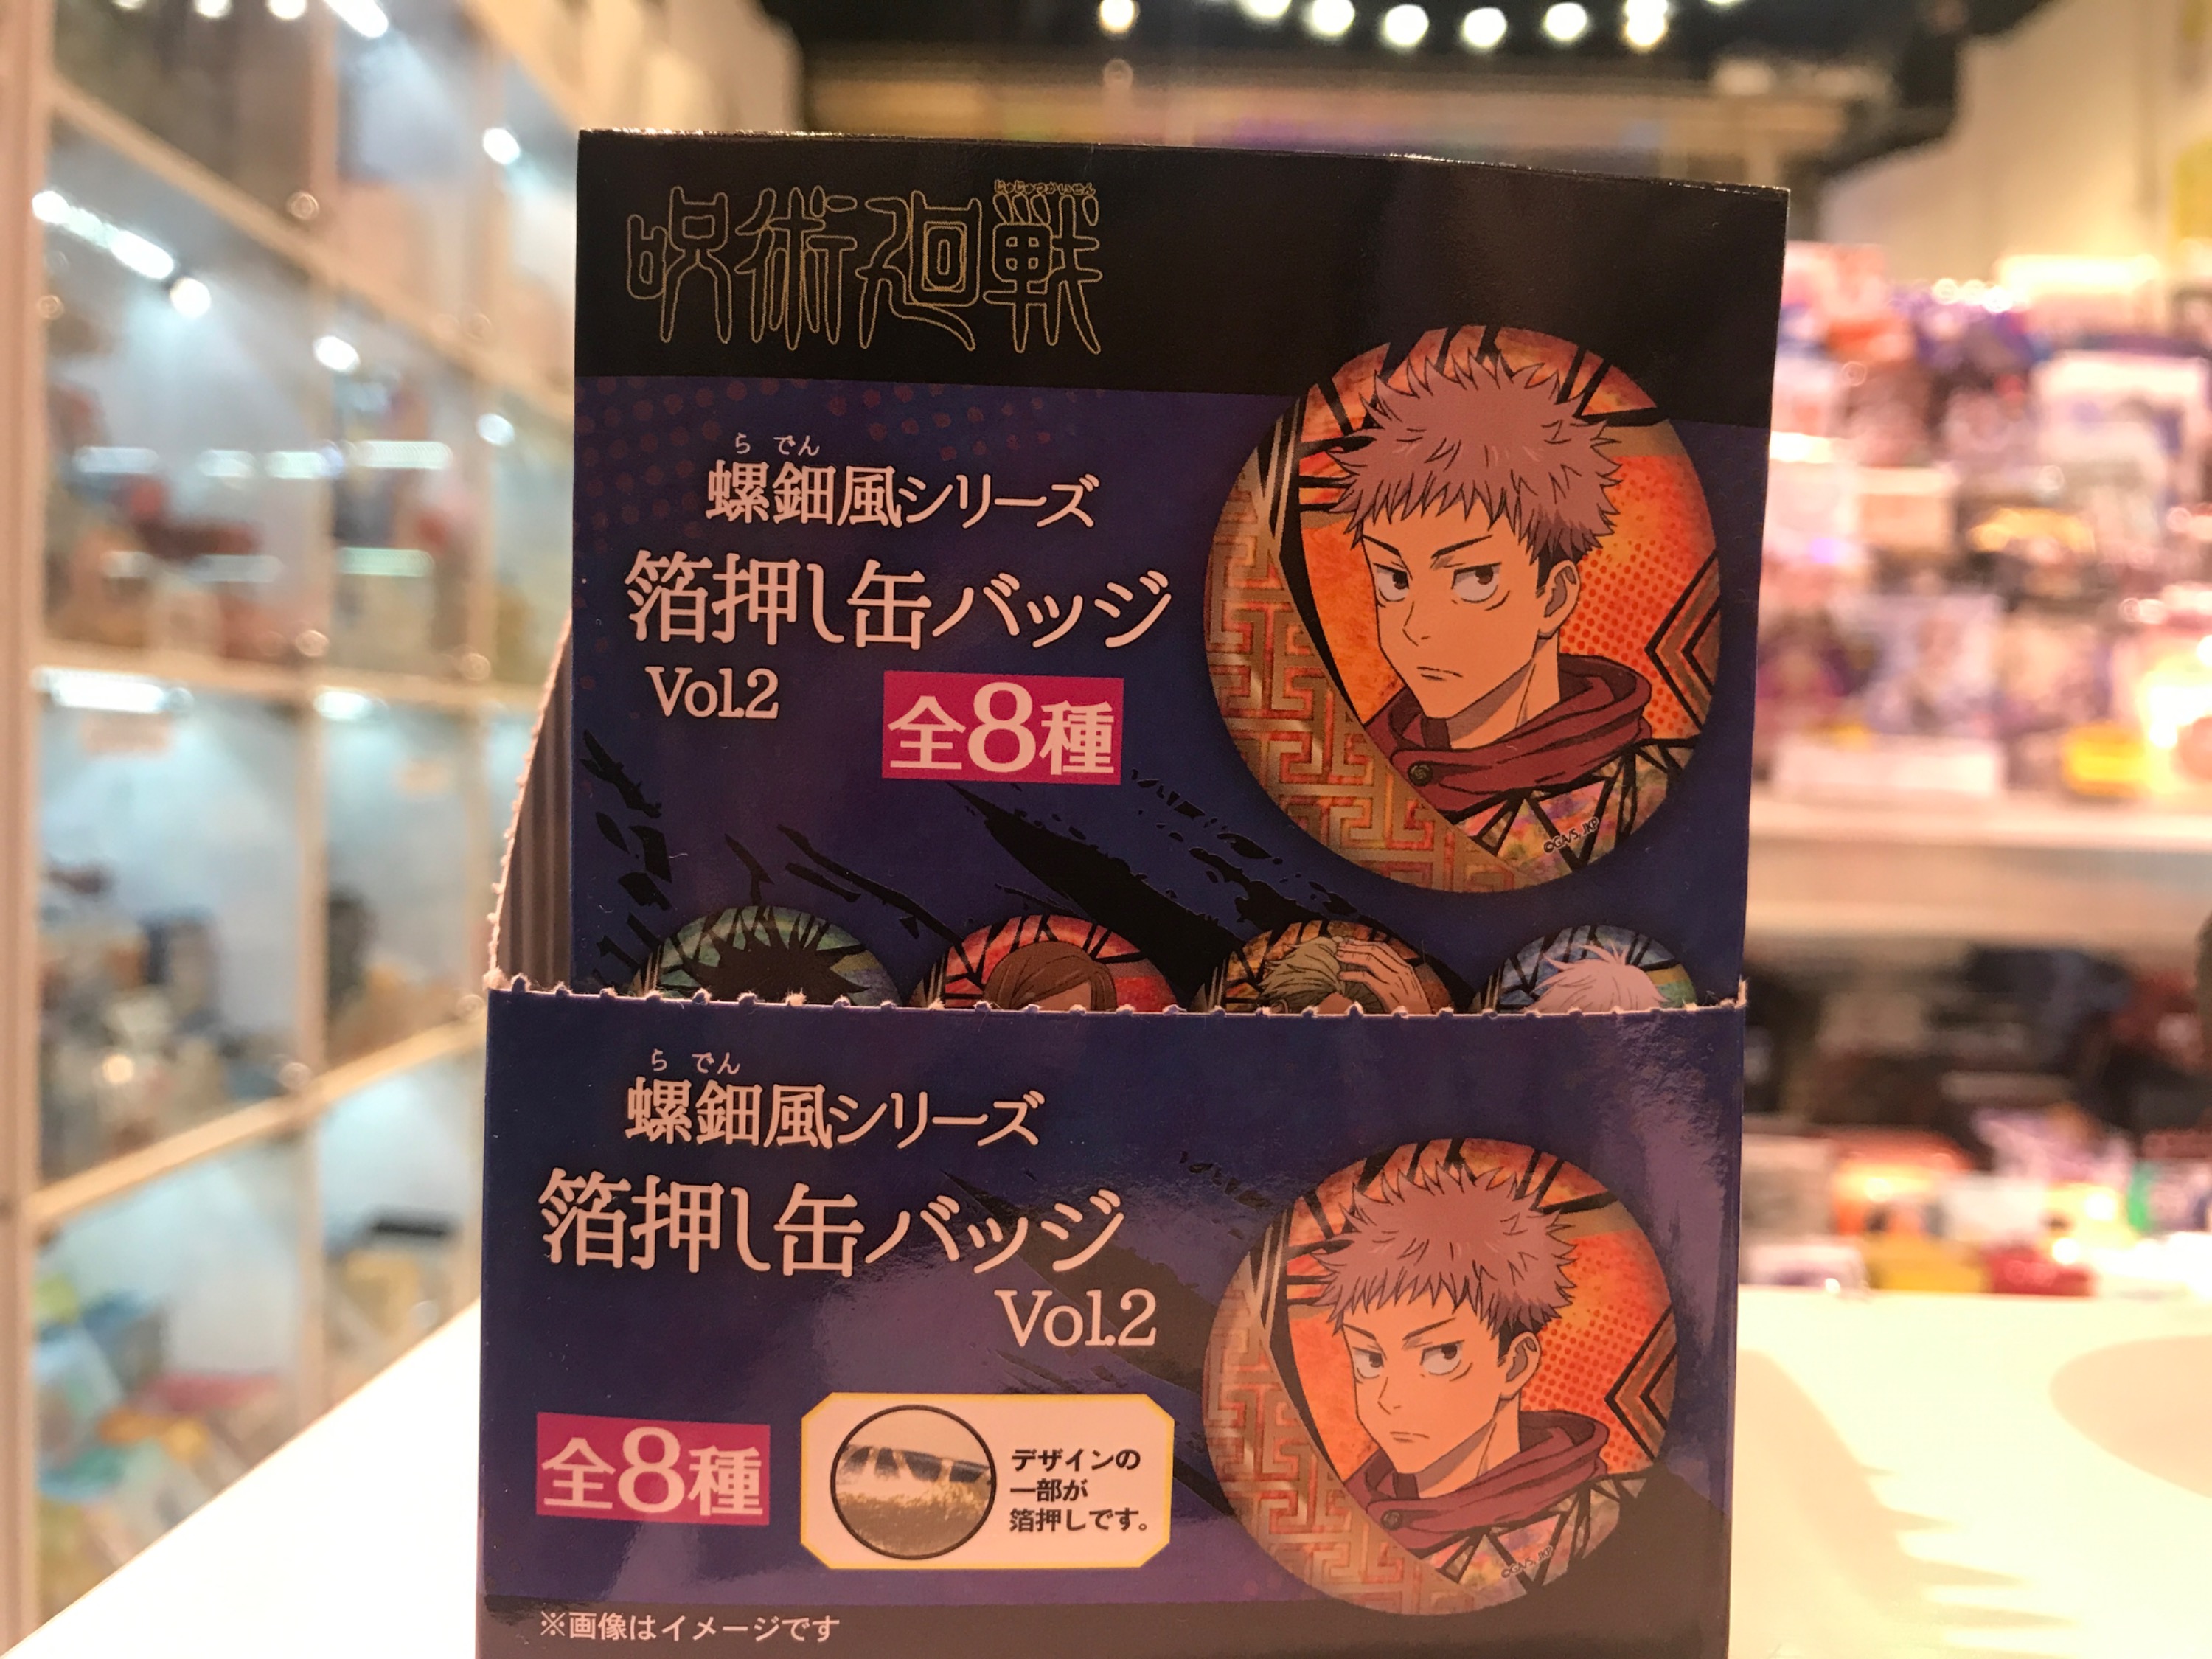 じゅじゅつかいせん
呪術廻戦
らでん
螺鈿風シリーズ
箔押し缶バッジ
Vol.2
全8種
©GA/S, JKP
らでん
螺鈿風シリーズ
箔押し缶バッジ
Vol.2
全8種
デザインの
一部が
箔押しです。
©GA/S, JKP
※画像はイメージです